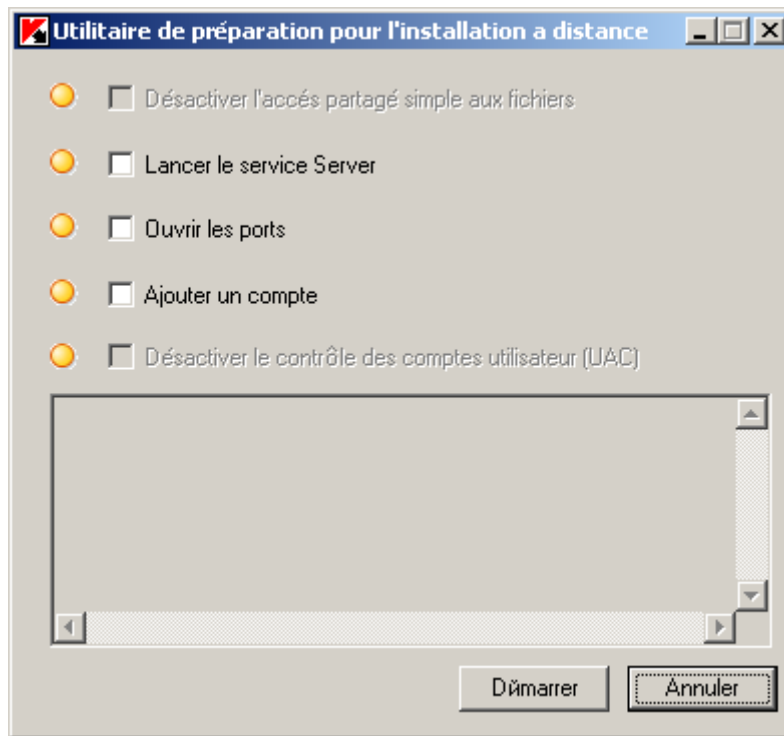 Utilitaire de préparation pour l'installation a distance
Désactiver l'accés partagé simple aux fichiers
Lancer le service Server
Ouvrir les ports
Ajouter un compte
Désactiver le contrôle des comptes utilisateur (UAC)
Dűmarrer
Annuler